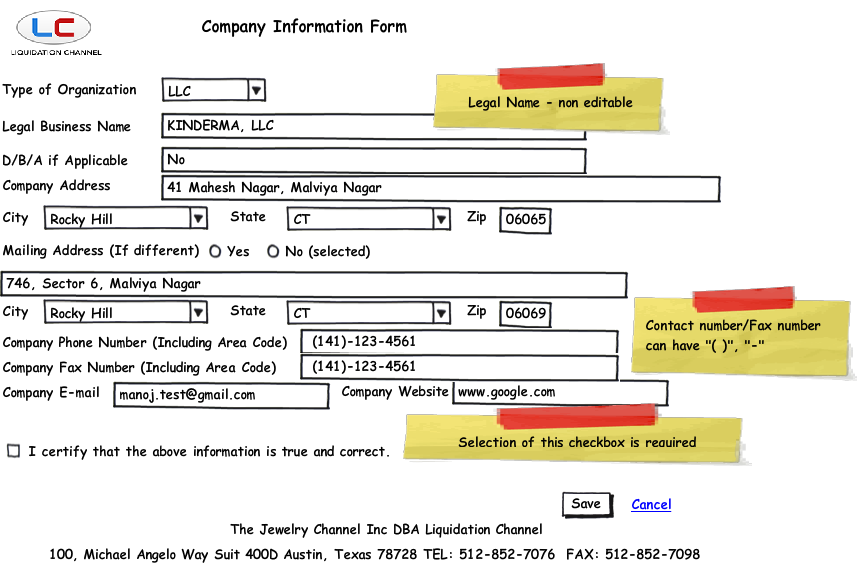 LC
LIQUIDATION CHANNEL
Company Information Form
Type of Organization LLC
Legal Name - non editable
Legal Business Name KINDERMA, LLC
D/B/A if Applicable No
Company Address 41 Mahesh Nagar, Malviya Nagar
City Rocky Hill State CT Zip 06065
Mailing Address (If different) Yes No (selected)
746, Sector 6, Malviya Nagar
City Rocky Hill State CT Zip 06069
Contact number/Fax number
can have "( )", "-"
Company Phone Number (Including Area Code) (141)-123-4561
Company Fax Number (Including Area Code) (141)-123-4561
Company E-mail manoj.test@gmail.com Company Website www.google.com
Selection of this checkbox is required
I certify that the above information is true and correct.
Save Cancel
The Jewelry Channel Inc DBA Liquidation Channel
100, Michael Angelo Way Suit 400D Austin, Texas 78728 TEL: 512-852-7076 FAX: 512-852-7098